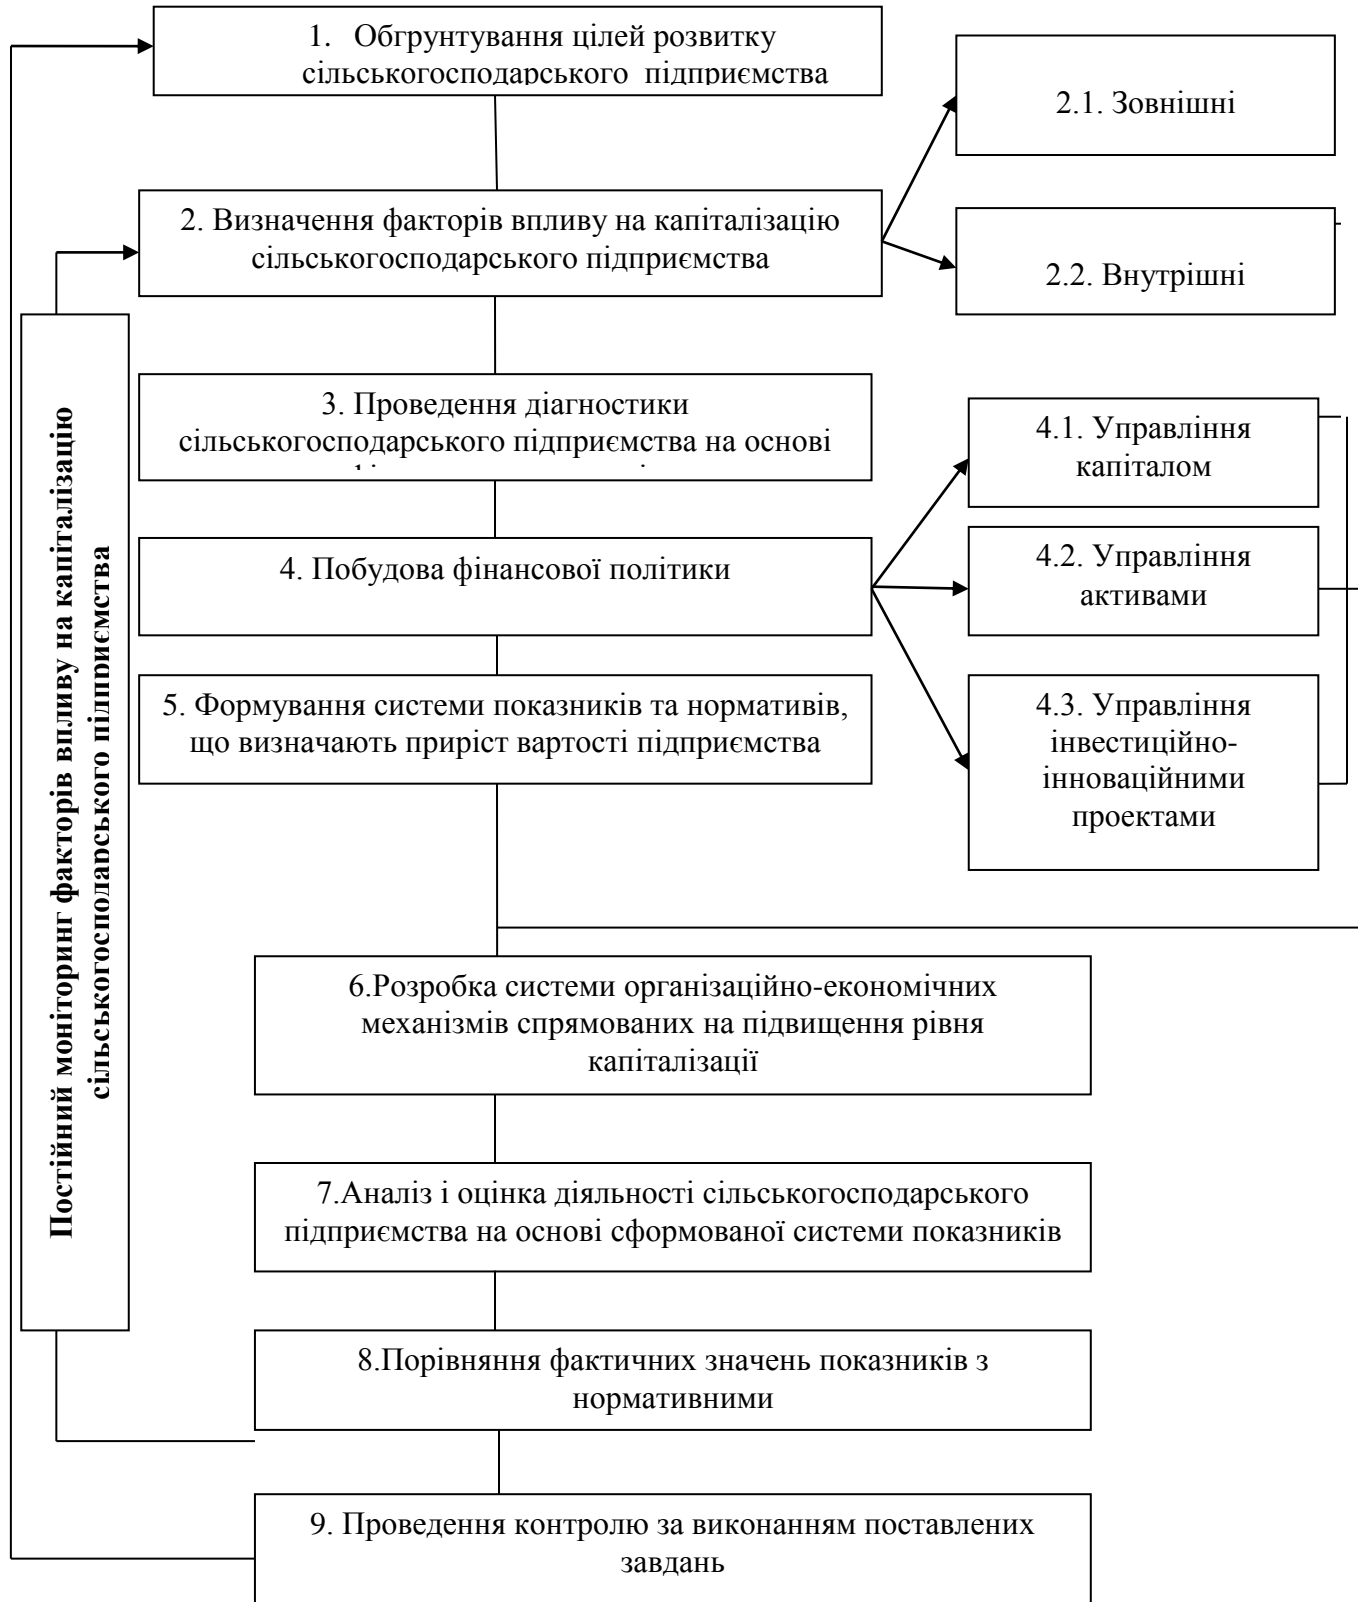 1. Обгрунтування цілей розвитку
сільськогосподарського підприємства
2.1. Зовнішні
2. Визначення факторів впливу на капіталізацію
сільськогосподарського підприємства
2.2. Внутрішні
3. Проведення діагностики
сільськогосподарського підприємства на основі
4. Побудова фінансової політики
4.1. Управління
капіталом
4.2. Управління
активами
5. Формування системи показників та нормативів,
що визначають приріст вартості підприємства
4.3. Управління
інвестиційно-
інноваційними
проектами
Постійний моніторинг факторів впливу на капіталізацію
сільськогосподарського підприємства
6.Розробка системи організаційно-економічних
механізмів спрямованих на підвищення рівня
капіталізації
7.Аналіз і оцінка діяльності сільськогосподарського
підприємства на основі сформованої системи показників
8.Порівняння фактичних значень показників з
нормативними
9. Проведення контролю за виконанням поставлених
завдань